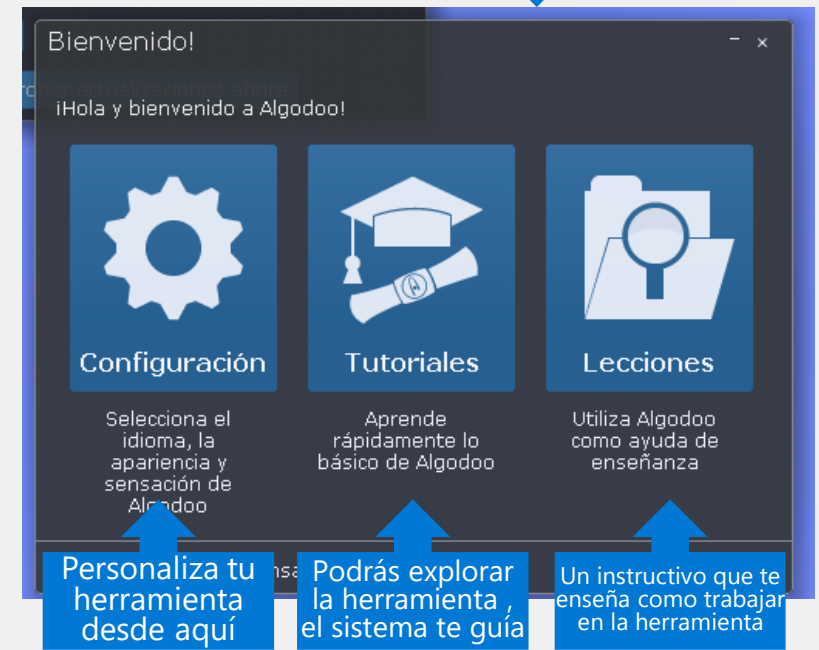 Bienvenido!
actualizaciones ahora
¡Hola y bienvenido a Algodoo!
Configuración
Tutoriales
Lecciones
Selecciona el
idioma, la
apariencia y
sensación de
Algodoo
Aprende
rápidamente lo
básico de Algodoo
Utiliza Algodoo
como ayuda de
enseñanza
Personaliza tu
herramienta
desde aquí
Podrás explorar
la herramienta ,
el sistema te guía
Un instructivo que te
enseña como trabajar
en la herramienta